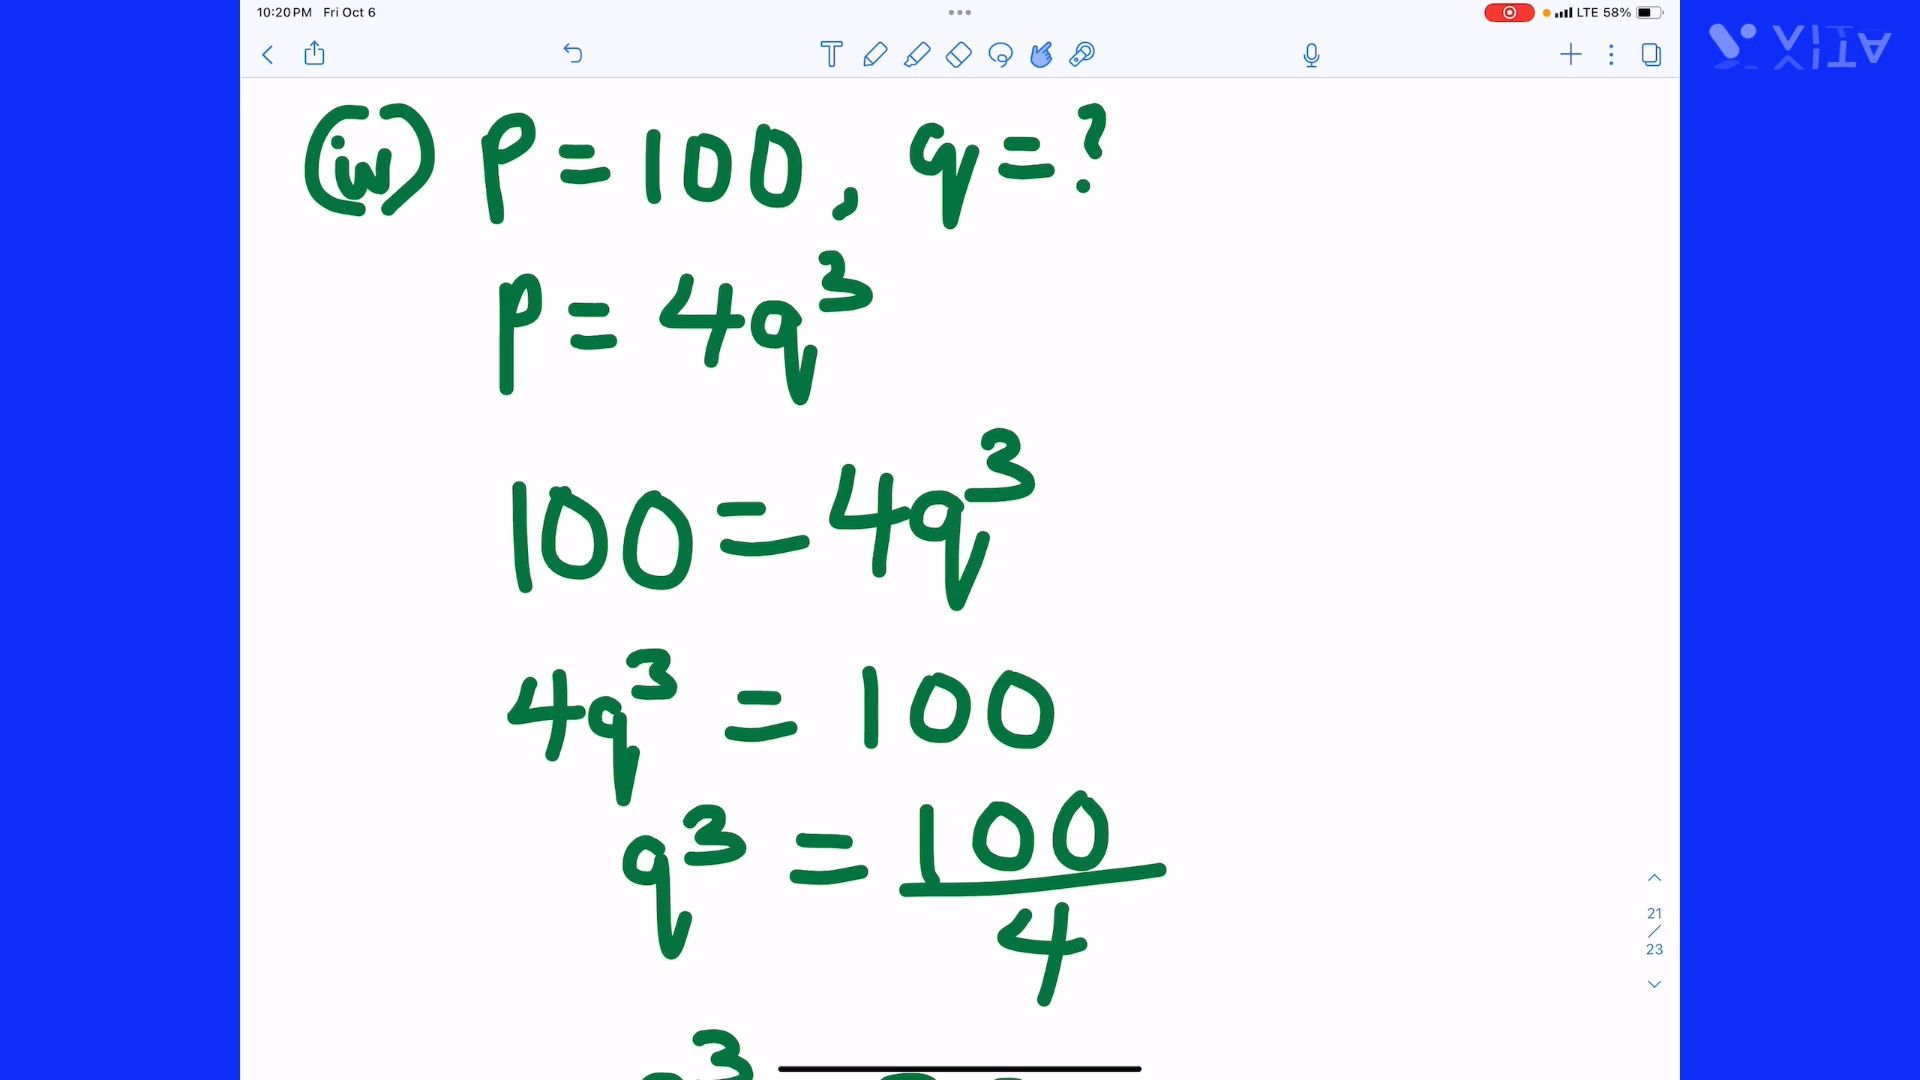 10:20 PM Fri Oct 6
LTE 58%
VITA
(iv) P = 100, q = ?
P = 4q³
100 = 4q³
4q³ = 100
q³ = 100/4
21
/
23